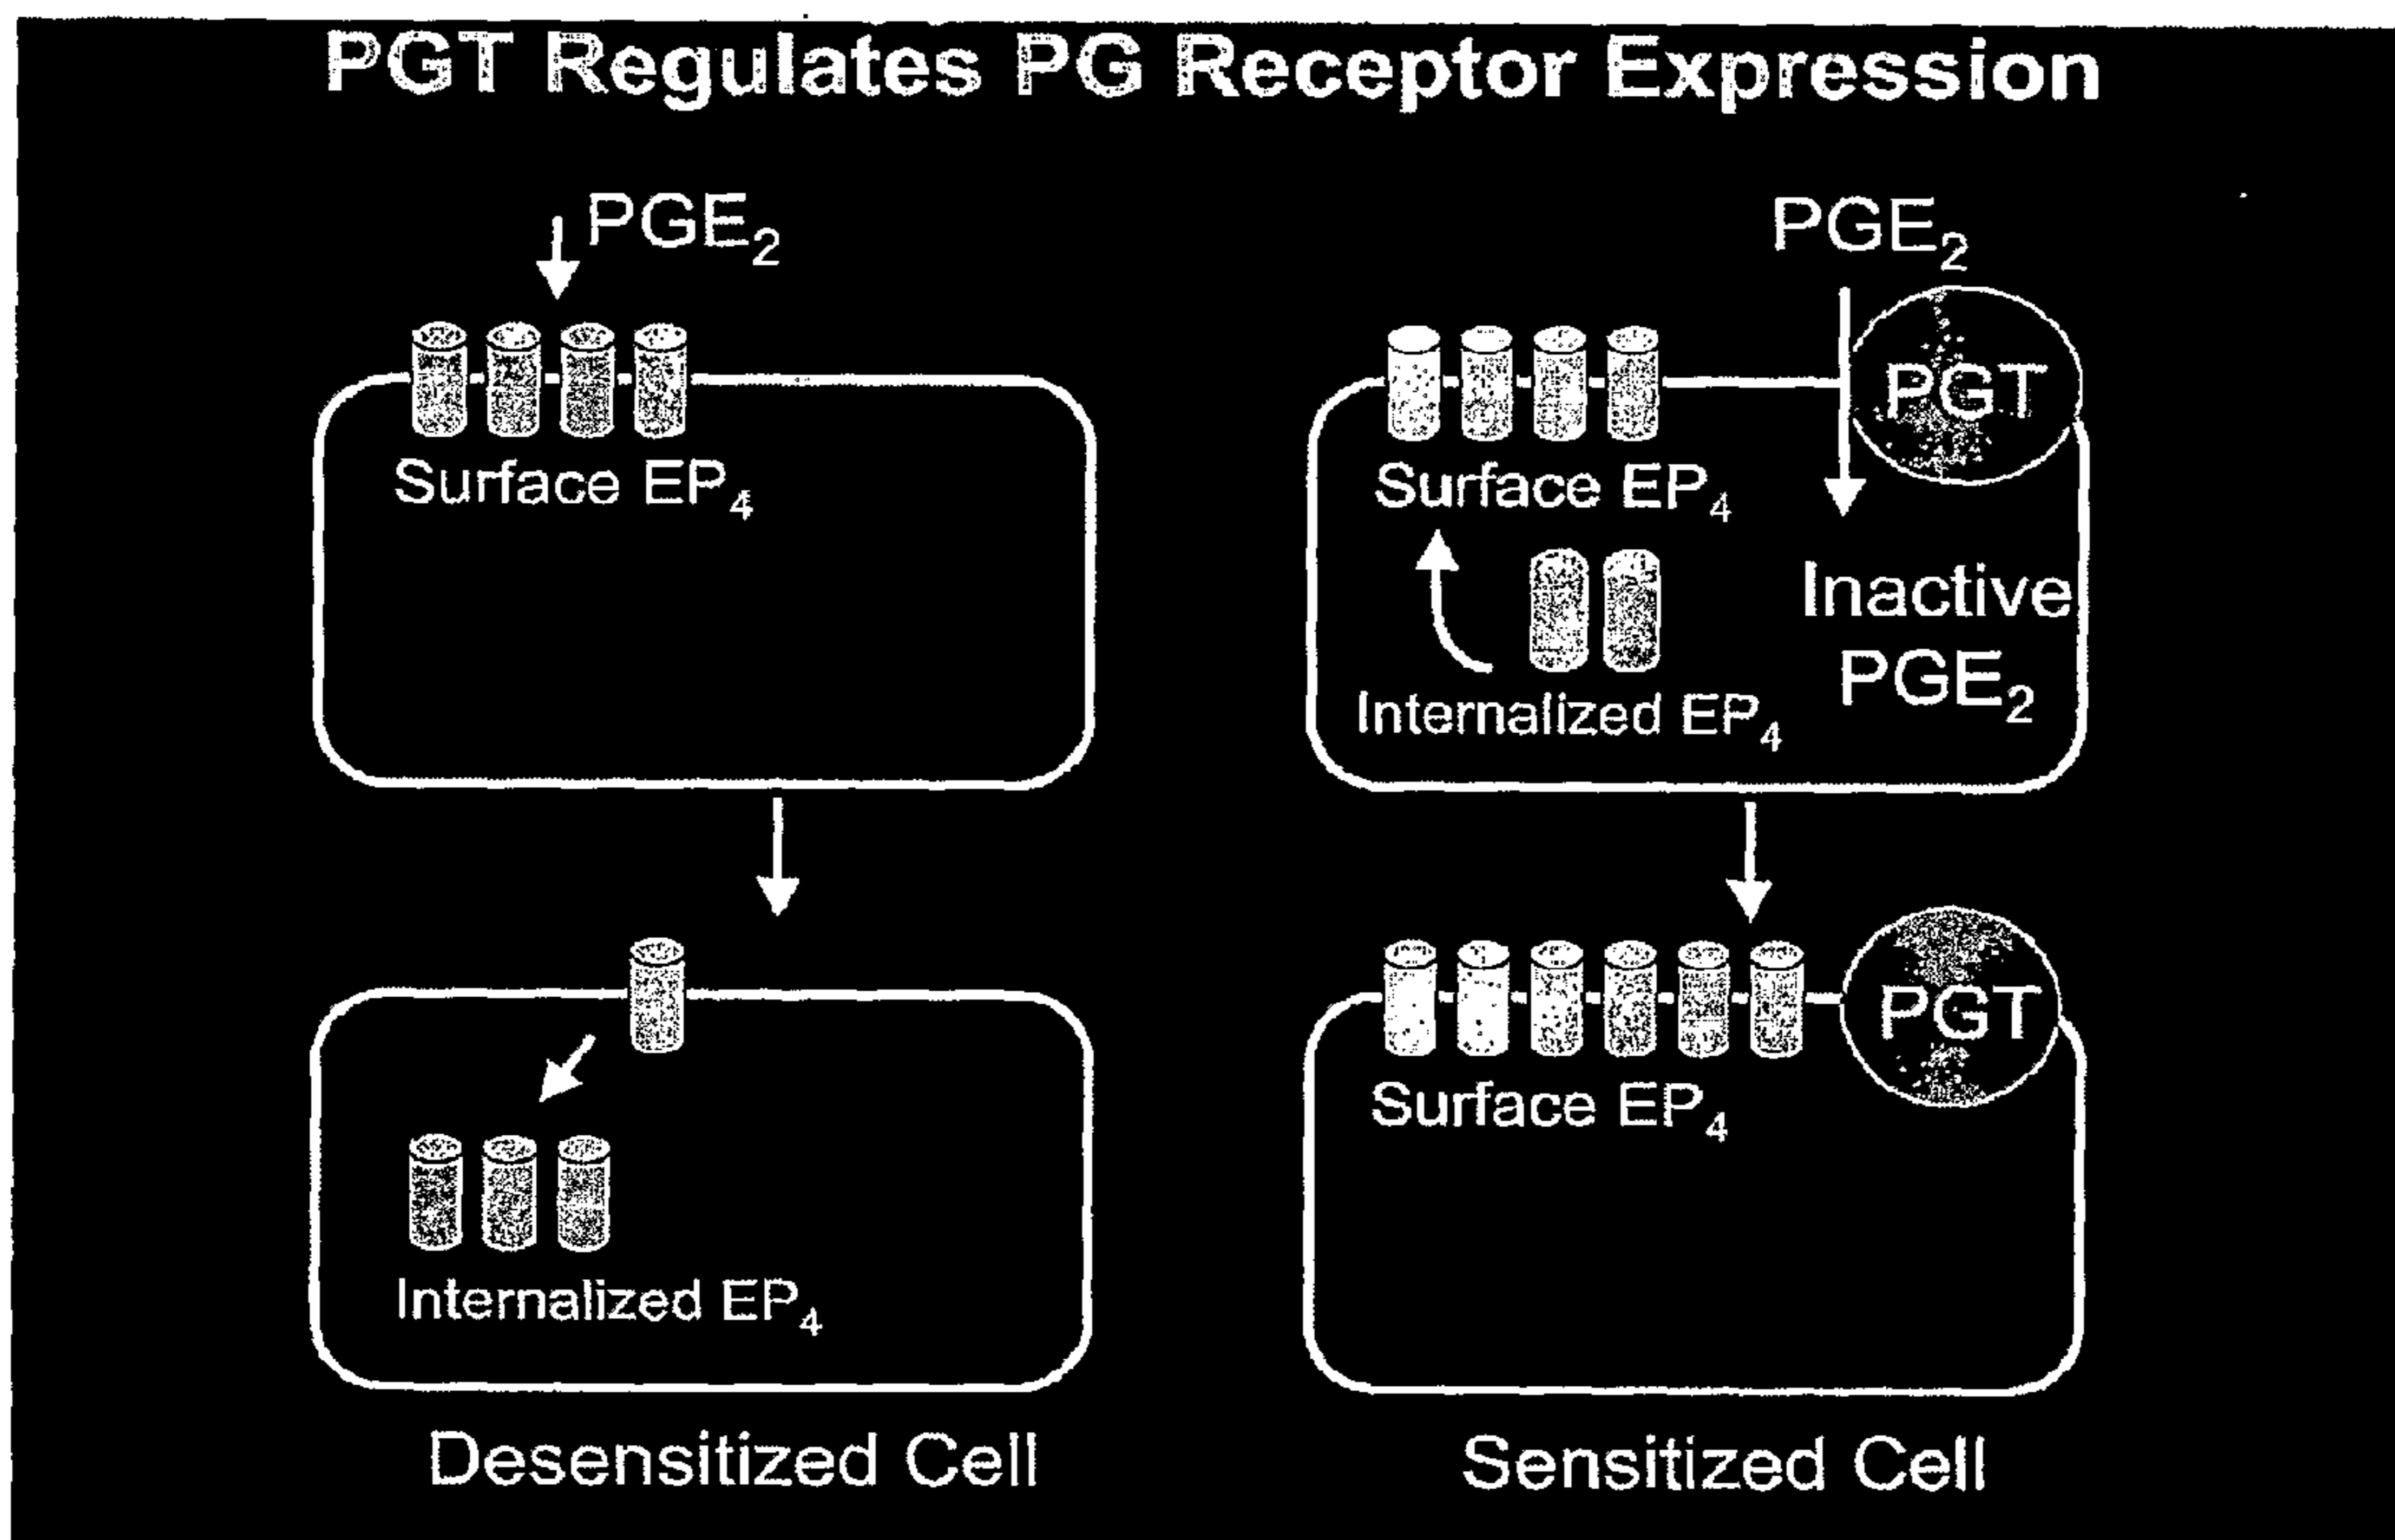 PGT Regulates PG Receptor Expression
PGE₂
Surface EP₄
PGE₂
PGT
Surface EP₄
Inactive
PGE₂
Internalized EP₄
Internalized EP₄
Desensitized Cell
PGT
Surface EP₄
Sensitized Cell